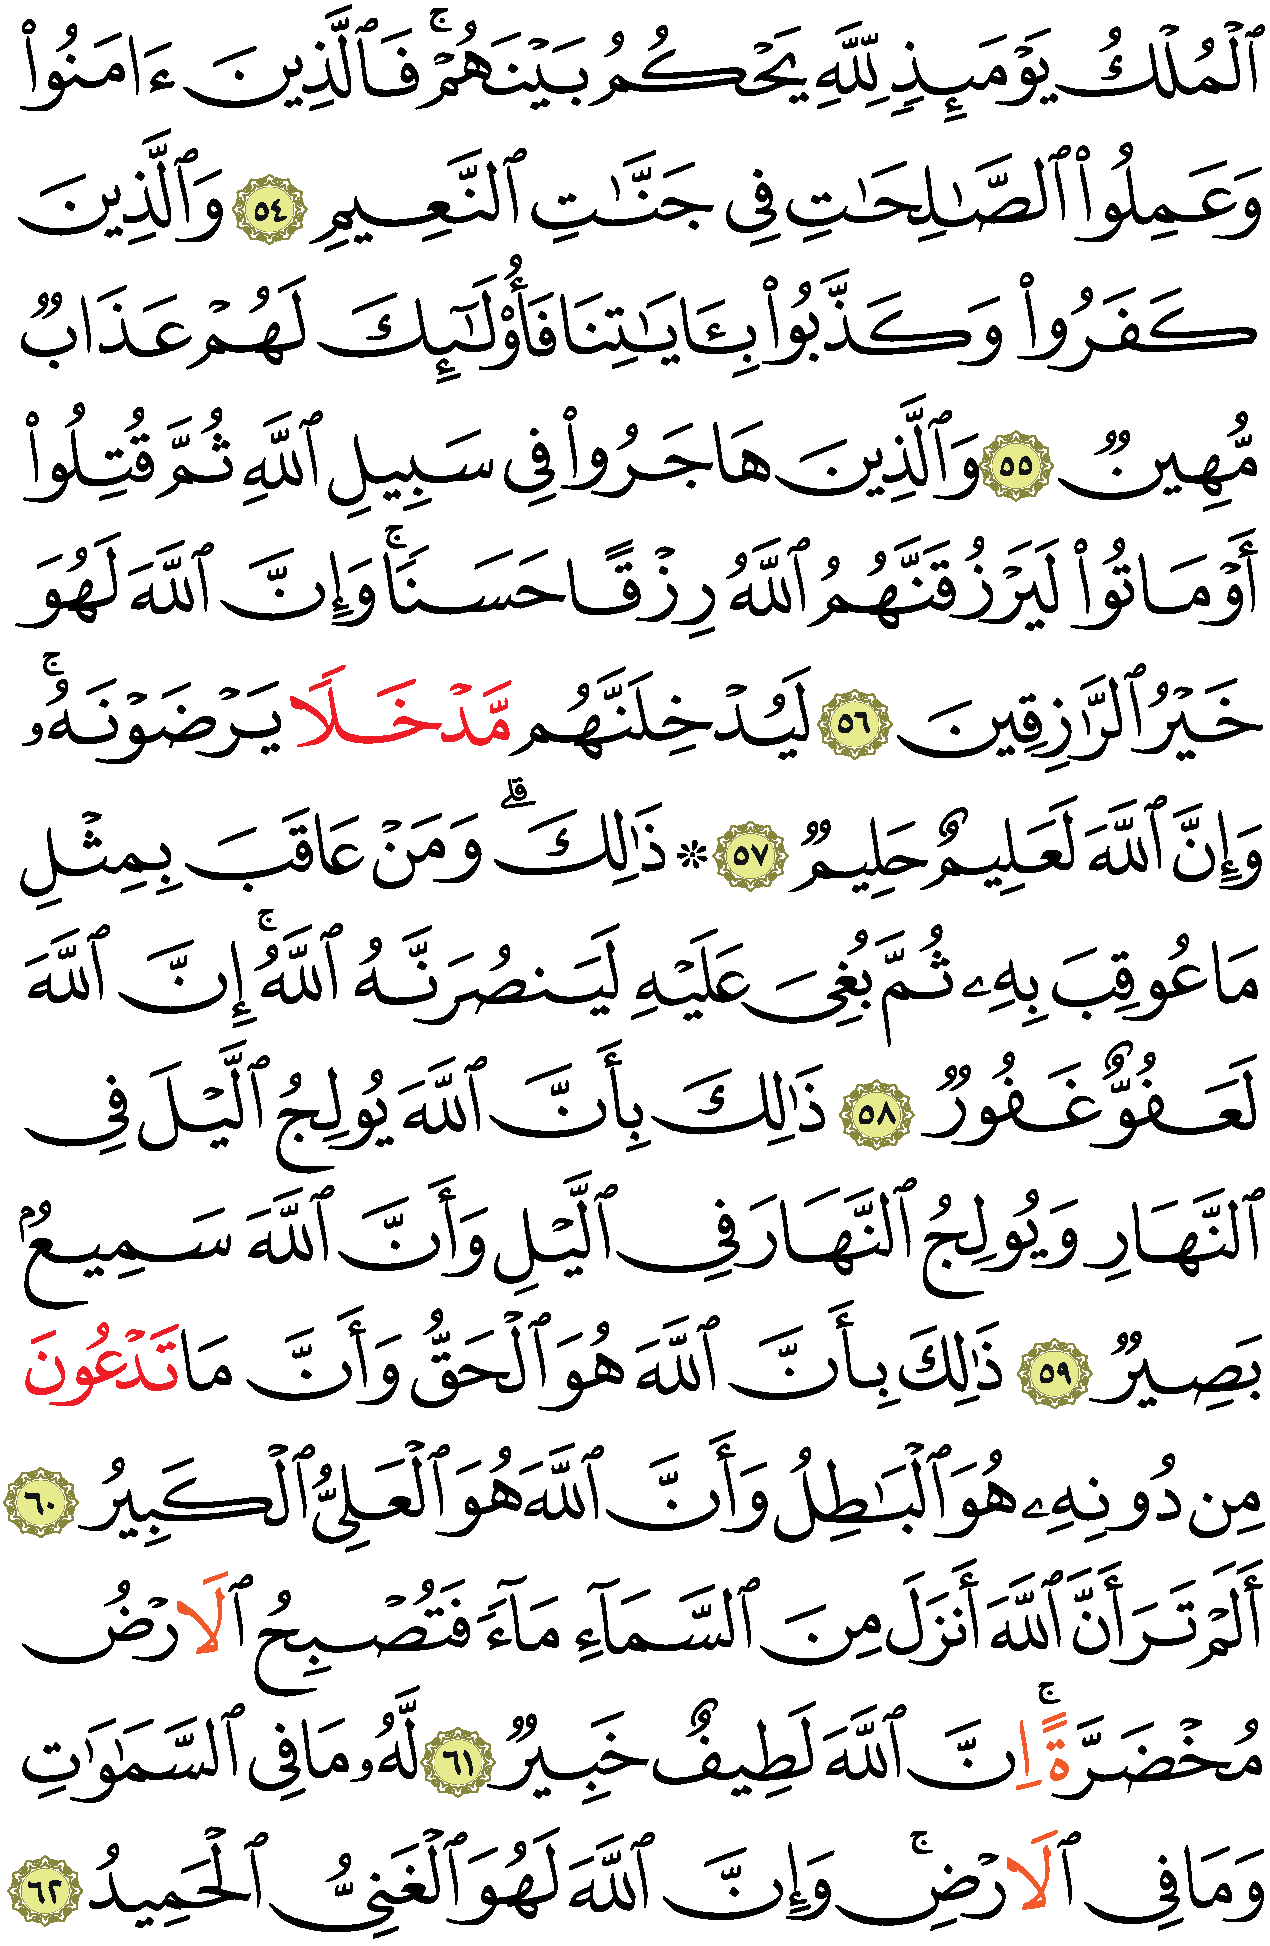 ٱلۡمُلۡكُ يَوۡمَئِذٖ لِّلَّهِ يَحۡكُمُ بَيۡنَهُمۡۚ فَٱلَّذِينَ ءَامَنُواْ
وَعَمِلُواْ ٱلصَّٰلِحَٰتِ فِي جَنَّٰتِ ٱلنَّعِيمِ ٥٤ وَٱلَّذِينَ
كَفَرُواْ وَكَذَّبُواْ بِـَٔايَٰتِنَا فَأُوْلَٰٓئِكَ لَهُمۡ عَذَابٞ
مُّهِينٞ ٥٥ وَٱلَّذِينَ هَاجَرُواْ فِي سَبِيلِ ٱللَّهِ ثُمَّ قُتِلُواْ
أَوۡ مَاتُواْ لَيَرۡزُقَنَّهُمُ ٱللَّهُ رِزۡقًا حَسَنٗاۚ وَإِنَّ ٱللَّهَ لَهُوَ
خَيۡرُ ٱلرَّٰزِقِينَ ٥٦ لَيُدۡخِلَنَّهُم مَّدۡخَلٗا يَرۡضَوۡنَهُۥۚ
وَإِنَّ ٱللَّهَ لَعَلِيمٌ حَلِيمٞ ٥٧ ۞ ذَٰلِكَۖ وَمَنۡ عَاقَبَ بِمِثۡلِ
مَا عُوقِبَ بِهِۦ ثُمَّ بُغِيَ عَلَيۡهِ لَيَنصُرَنَّهُ ٱللَّهُۚ إِنَّ ٱللَّهَ
لَعَفُوٌّ غَفُورٞ ٥٨ ذَٰلِكَ بِأَنَّ ٱللَّهَ يُولِجُ ٱلَّيۡلَ فِي
ٱلنَّهَارِ وَيُولِجُ ٱلنَّهَارَ فِي ٱلَّيۡلِ وَأَنَّ ٱللَّهَ سَمِيعُۢ
بَصِيرٞ ٥٩ ذَٰلِكَ بِأَنَّ ٱللَّهَ هُوَ ٱلۡحَقُّ وَأَنَّ مَا تَدۡعُونَ
مِن دُونِهِۦ هُوَ ٱلۡبَٰطِلُ وَأَنَّ ٱللَّهَ هُوَ ٱلۡعَلِيُّ ٱلۡكَبِيرُ ٦٠
أَلَمۡ تَرَ أَنَّ ٱللَّهَ أَنزَلَ مِنَ ٱلسَّمَآءِ مَآءٗ فَتُصۡبِحُ ٱلَارۡضُ
مُخۡضَرَّةًۚ اِنَّ ٱللَّهَ لَطِيفٌ خَبِيرٞ ٦١ لَّهُۥ مَا فِي ٱلسَّمَٰوَٰتِ
وَمَا فِي ٱلَارۡضِۚ وَإِنَّ ٱللَّهَ لَهُوَ ٱلۡغَنِيُّ ٱلۡحَمِيدُ ٦٢